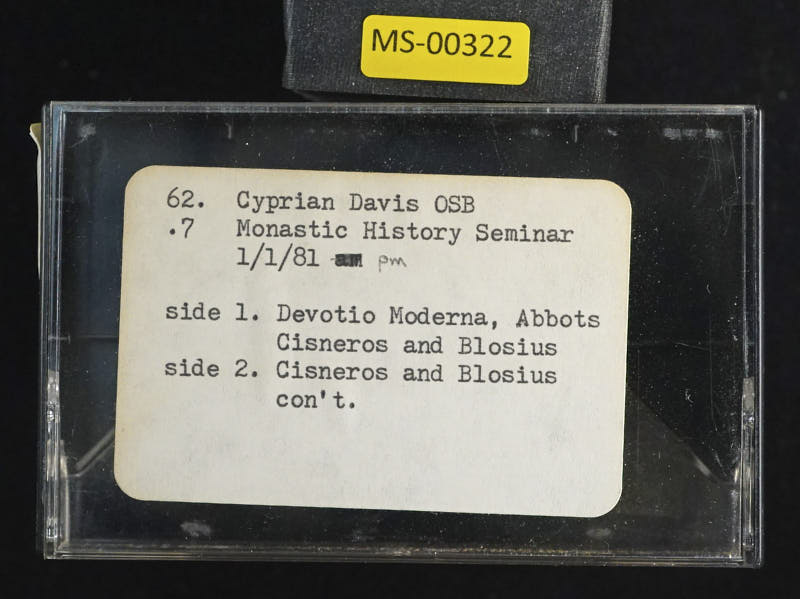 MS-00322
62. Cyprian Davis OSB
.7 Monastic History Seminar
1/1/81 am pm
side 1. Devotio Moderna, Abbots
Cisneros and Blosius
side 2. Cisneros and Blosius
con't.